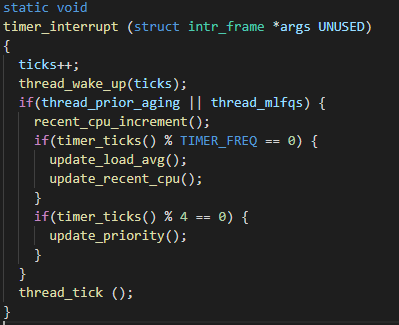 static void
timer_interrupt (struct intr_frame *args UNUSED)
{
  ticks++;
  thread_wake_up(ticks);
  if(thread_prior_aging || thread_mlfqs) {
    recent_cpu_increment();
    if(timer_ticks() % TIMER_FREQ == 0) {
      update_load_avg();
      update_recent_cpu();
    }
    if(timer_ticks() % 4 == 0) {
      update_priority();
    }
  }
  thread_tick ();
}